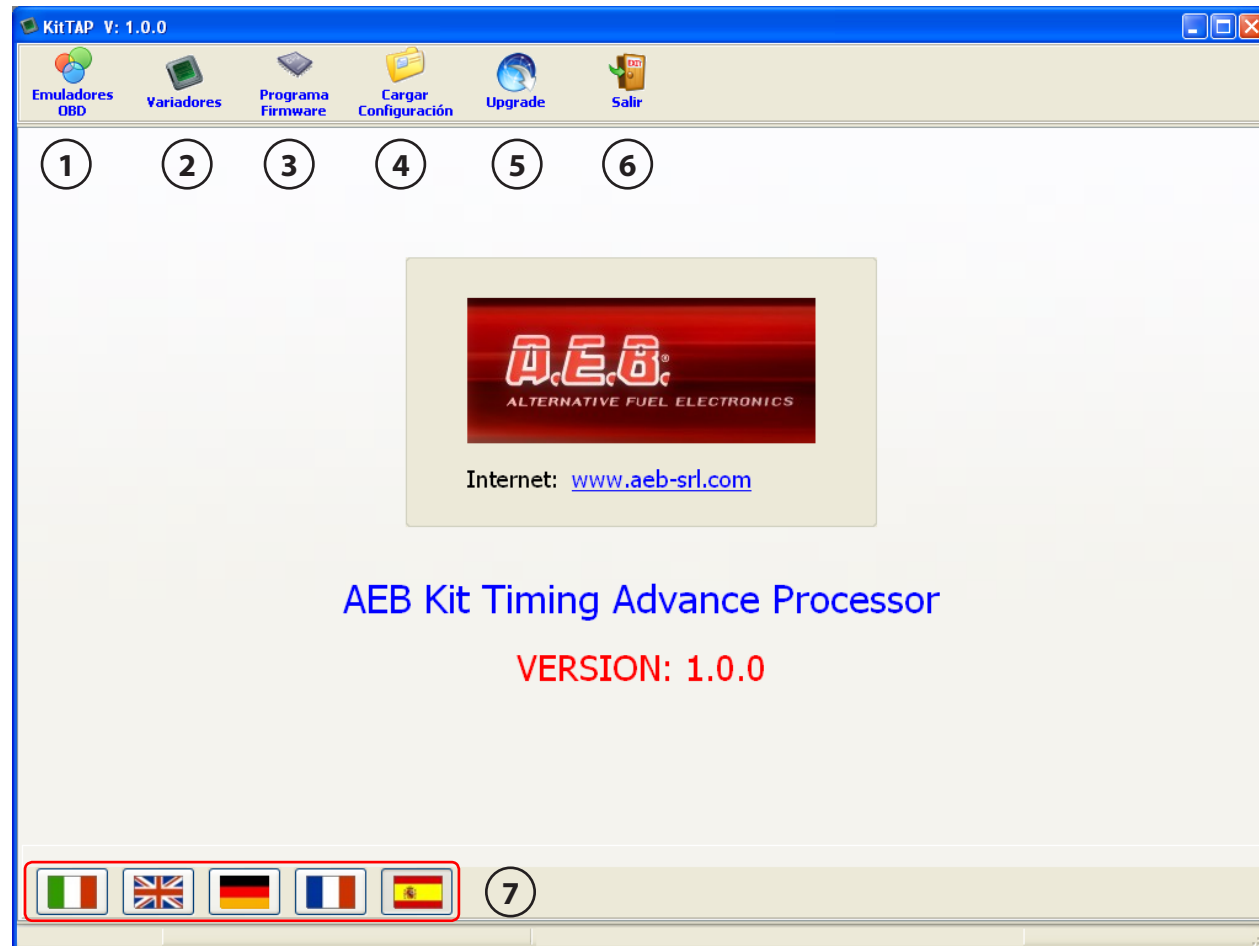 KitTAP V: 1.0.0
Emuladores OBD
Variadores
Programa Firmware
Cargar Configuración
Upgrade
EXIT
Salir
1
2
3
4
5
6
A.E.B.®
ALTERNATIVE FUEL ELECTRONICS
Internet: www.aeb-srl.com
AEB Kit Timing Advance Processor
VERSION: 1.0.0
7